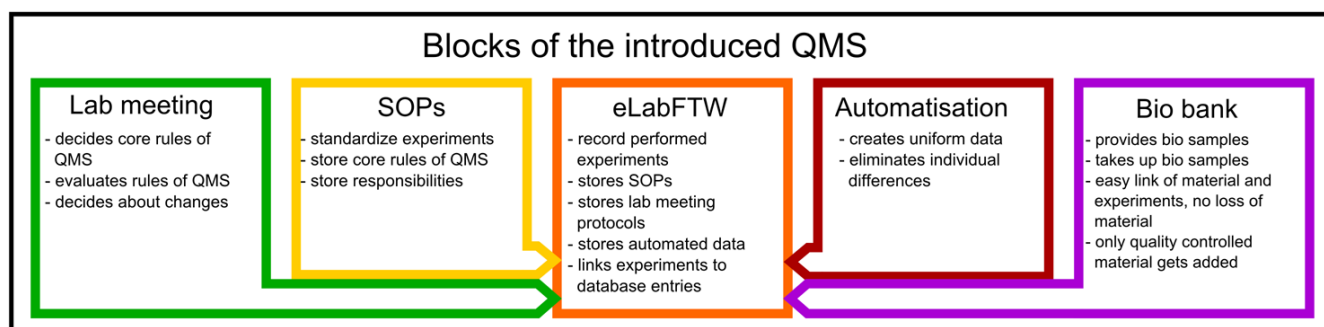 Blocks of the introduced QMS
Lab meeting
- decides core rules of
QMS
- evaluates rules of QMS
- decides about changes
SOPs
- standardize experiments
- store core rules of QMS
- store responsibilities
eLabFTW
- record performed
experiments
- stores SOPs
- stores lab meeting
protocols
- stores automated data
- links experiments to
database entries
Automatisation
- creates uniform data
- eliminates individual
differences
Bio bank
- provides bio samples
- takes up bio samples
- easy link of material and
experiments, no loss of
material
- only quality controlled
material gets added